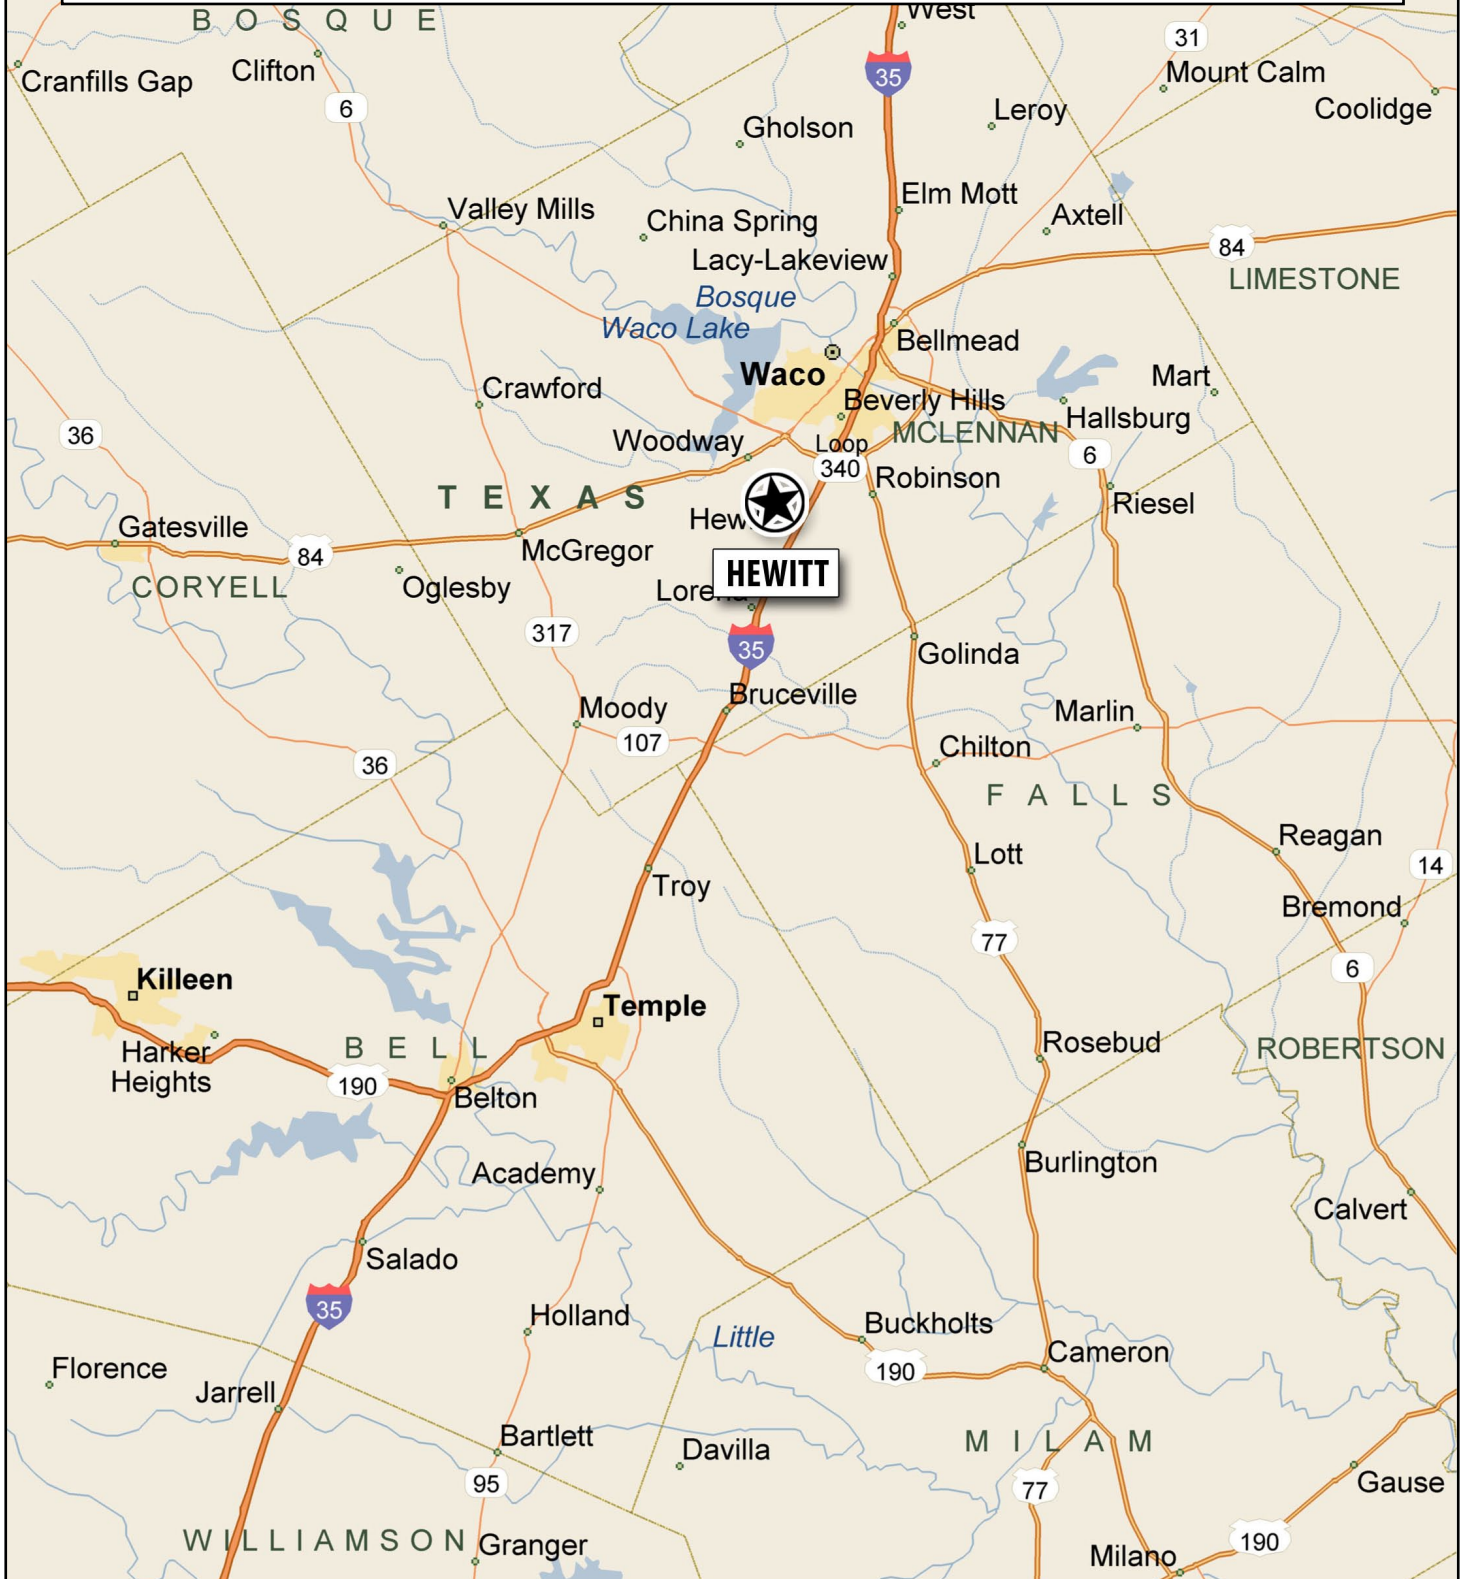 West
BOSQUE
31
Cranfills Gap
Clifton
35
Mount Calm
6
Coolidge
Leroy
Gholson
Elm Mott
Valley Mills
China Spring
Axtell
84
Lacy-Lakeview
LIMESTONE
Bosque
Waco Lake
Bellmead
Waco
Mart
Crawford
Beverly Hills
Hallsburg
36
Woodway
Loop
MCLENNAN
6
340
Robinson
TEXAS
Riesel
Hew
Gatesville
84
McGregor
HEWITT
CORYELL
Oglesby
Lorena
317
35
Golinda
Bruceville
Moody
Marlin
107
Chilton
36
FALLS
Reagan
Lott
14
Troy
Bremond
77
6
Killeen
Temple
Rosebud
BELL
ROBERTSON
Harker
Heights
190
Belton
Burlington
Academy
Calvert
Salado
35
Holland
Buckholts
Little
Cameron
190
Florence
Jarrell
Bartlett
MILAM
Davilla
95
77
Gause
WILLIAMSON
Granger
190
Milano